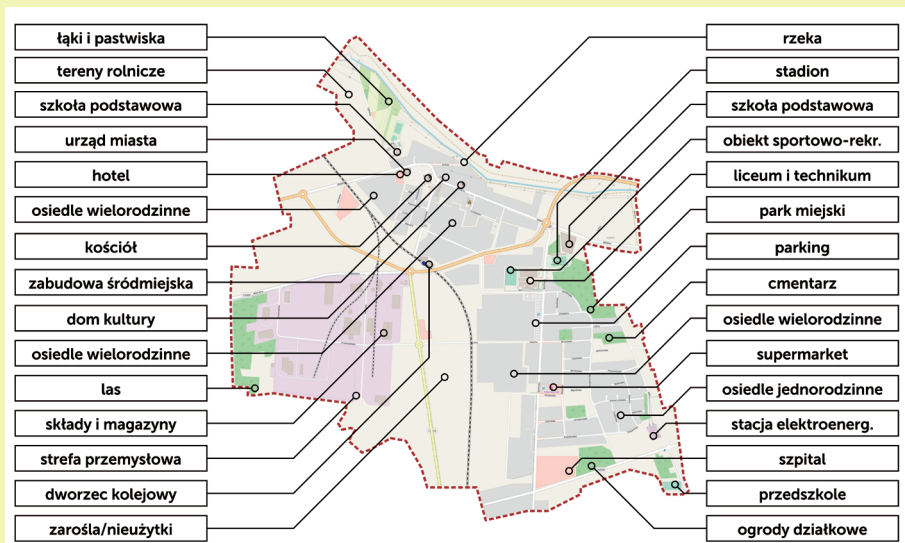 łąki i pastwiska
tereny rolnicze
szkoła podstawowa
urząd miasta
hotel
osiedle wielorodzinne
kościół
zabudowa śródmiejska
dom kultury
osiedle wielorodzinne
las
składy i magazyny
strefa przemysłowa
dworzec kolejowy
zarośla/nieużytki
rzeka
stadion
szkoła podstawowa
obiekt sportowo-rekr.
liceum i technikum
park miejski
parking
cmentarz
osiedle wielorodzinne
supermarket
osiedle jednorodzinne
stacja elektroenerg.
szpital
przedszkole
ogrody działkowe